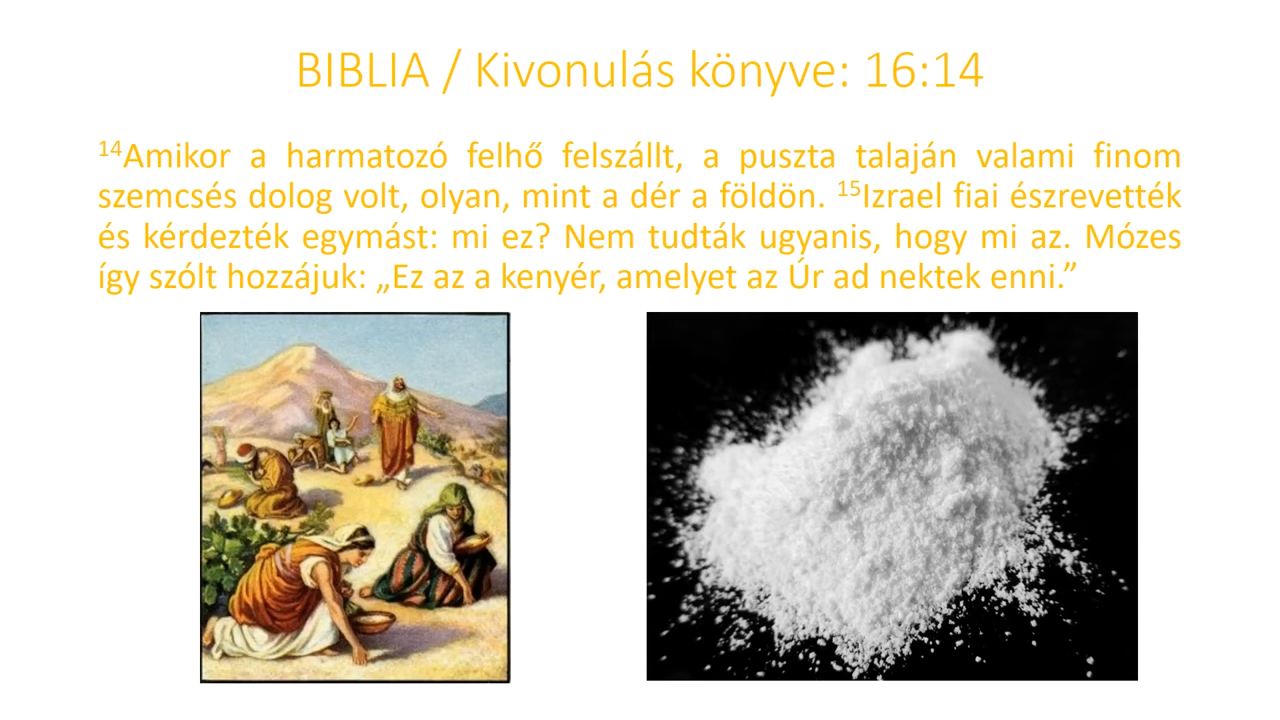 BIBLIA / Kivonulás könyve: 16:14
¹⁴Amikor a harmatozó felhő felszállt, a puszta talaján valami finom
szemcsés dolog volt, olyan, mint a dér a földön. ¹⁵Izrael fiai észrevették
és kérdezték egymást: mi ez? Nem tudták ugyanis, hogy mi az. Mózes
így szólt hozzájuk: „Ez az a kenyér, amelyet az Úr ad nektek enni.”